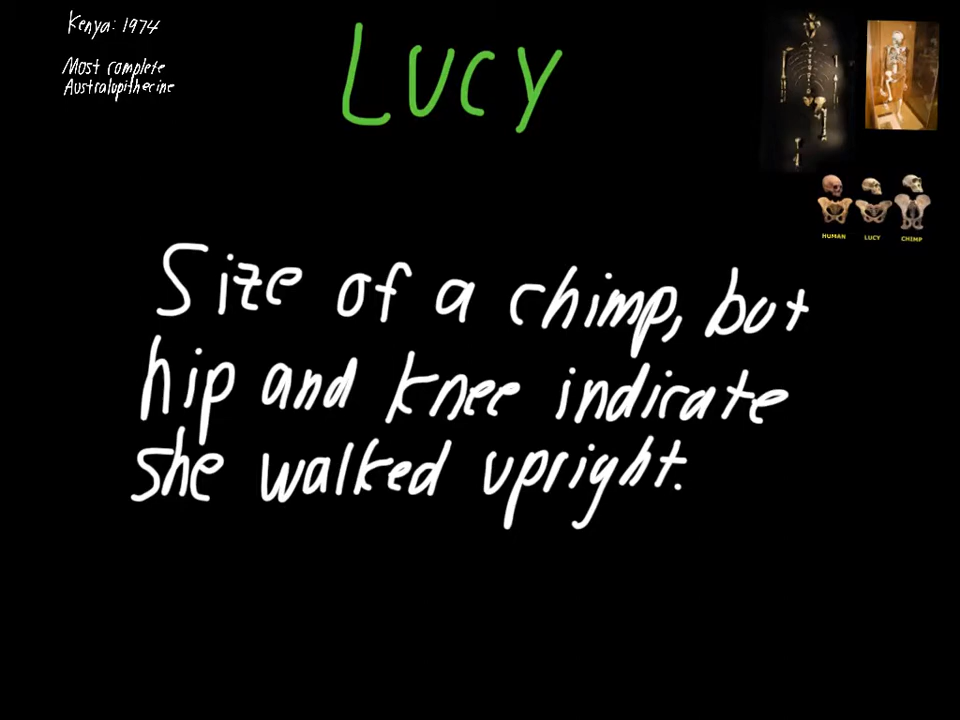 Kenya: 1974
Most complete
Australopithecine
Lucy
Size of a chimp, but
hip and knee indicate
she walked upright.
HUMAN LUCY CHIMP